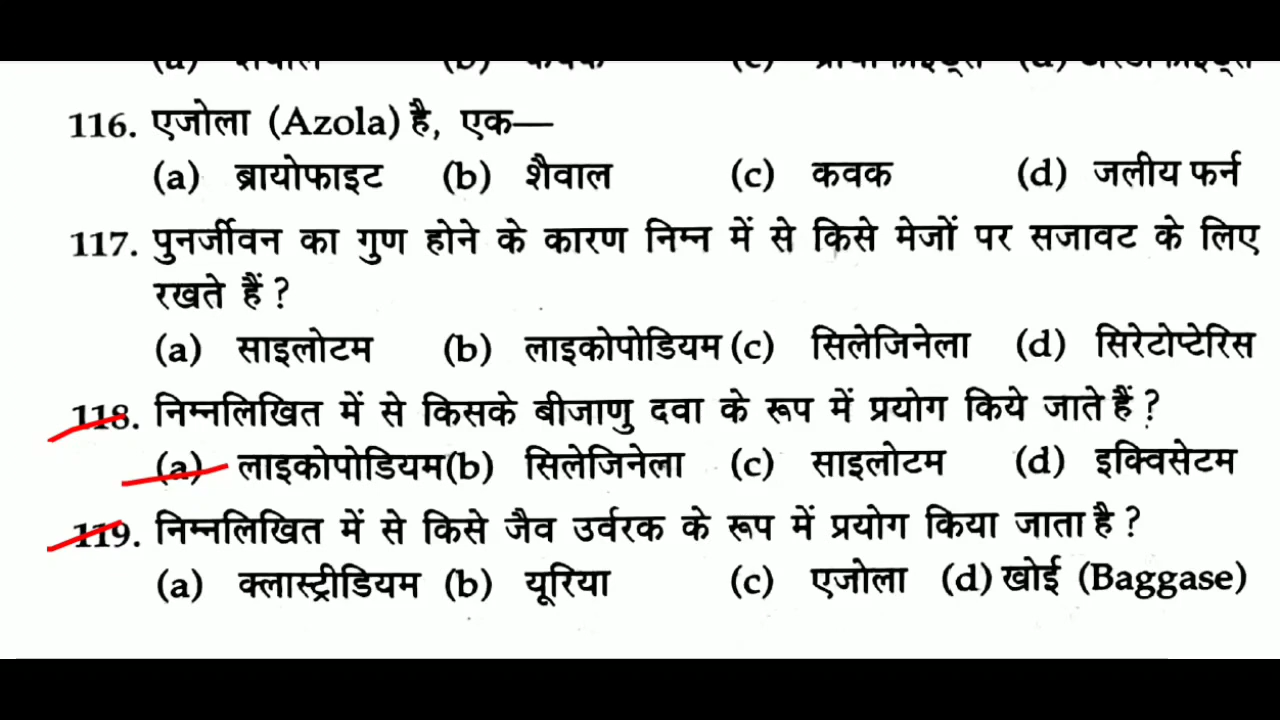 116. एजोला (Azola) है, एक—
(a) ब्रायोफाइट (b) शैवाल (c) कवक (d) जलीय फर्न
117. पुनर्जीवन का गुण होने के कारण निम्न में से किसे मेजों पर सजावट के लिए
रखते हैं ?
(a) साइलोटम (b) लाइकोपोडियम (c) सिलेजिनेला (d) सिरेटोप्टेरिस
118. निम्नलिखित में से किसके बीजाणु दवा के रूप में प्रयोग किये जाते हैं ?
(a) लाइकोपोडियम (b) सिलेजिनेला (c) साइलोटम (d) इक्विसेटम
119. निम्नलिखित में से किसे जैव उर्वरक के रूप में प्रयोग किया जाता है ?
(a) क्लास्ट्रीडियम (b) यूरिया (c) एजोला (d) खोई (Baggase)